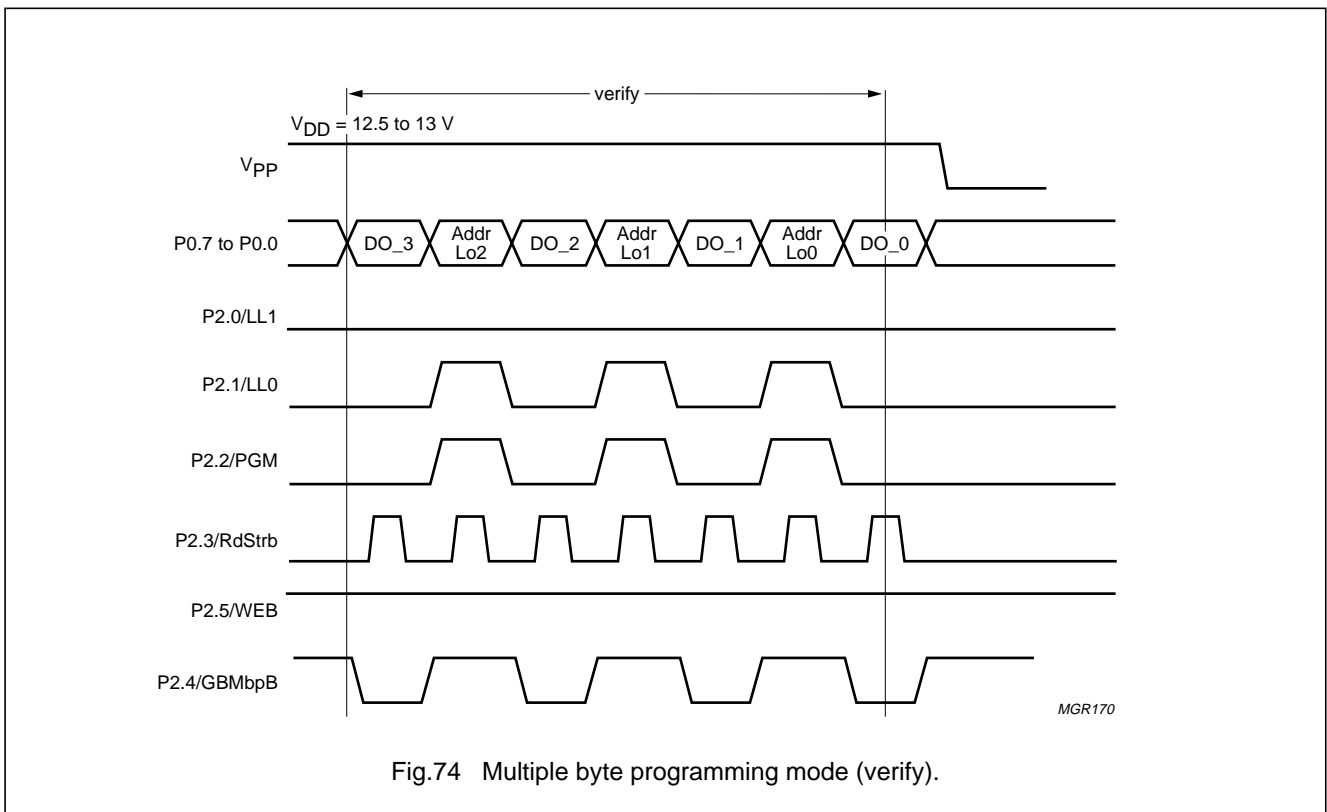 verify
VDD = 12.5 to 13 V
VPP
P0.7 to P0.0
DO_3
Addr
Lo2
DO_2
Addr
Lo1
DO_1
Addr
Lo0
DO_0
P2.0/LL1
P2.1/LL0
P2.2/PGM
P2.3/RdStrb
P2.5/WEB
P2.4/GBMbpB
MGR170
Fig.74 Multiple byte programming mode (verify).